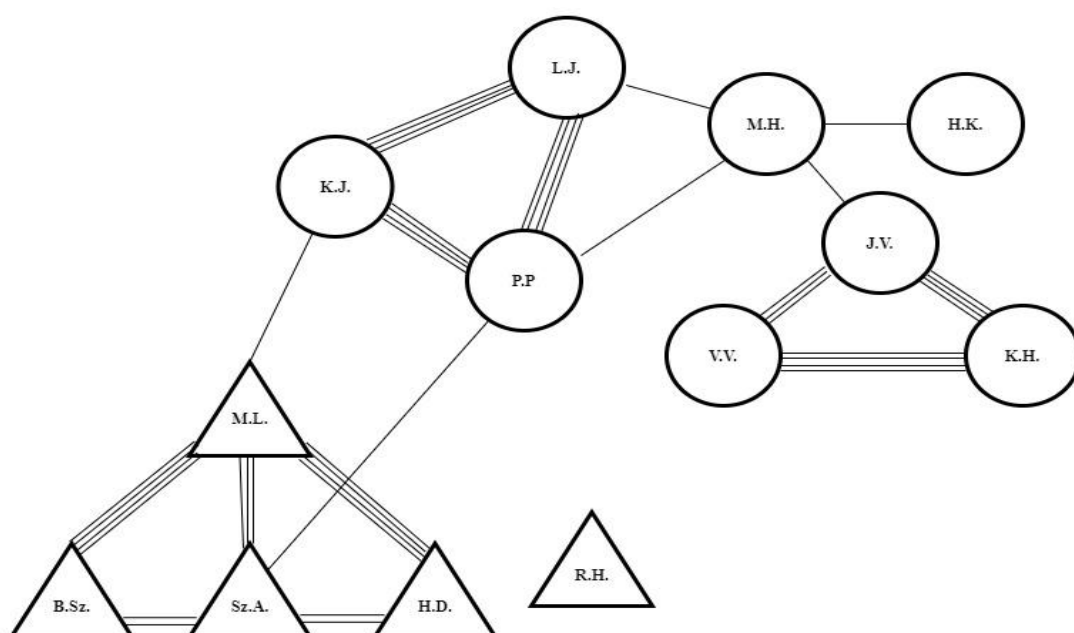 L.J.
M.H.
H.K.
K.J.
J.V.
P.P
V.V.
K.H.
M.L.
R.H.
B.Sz.
Sz.A.
H.D.